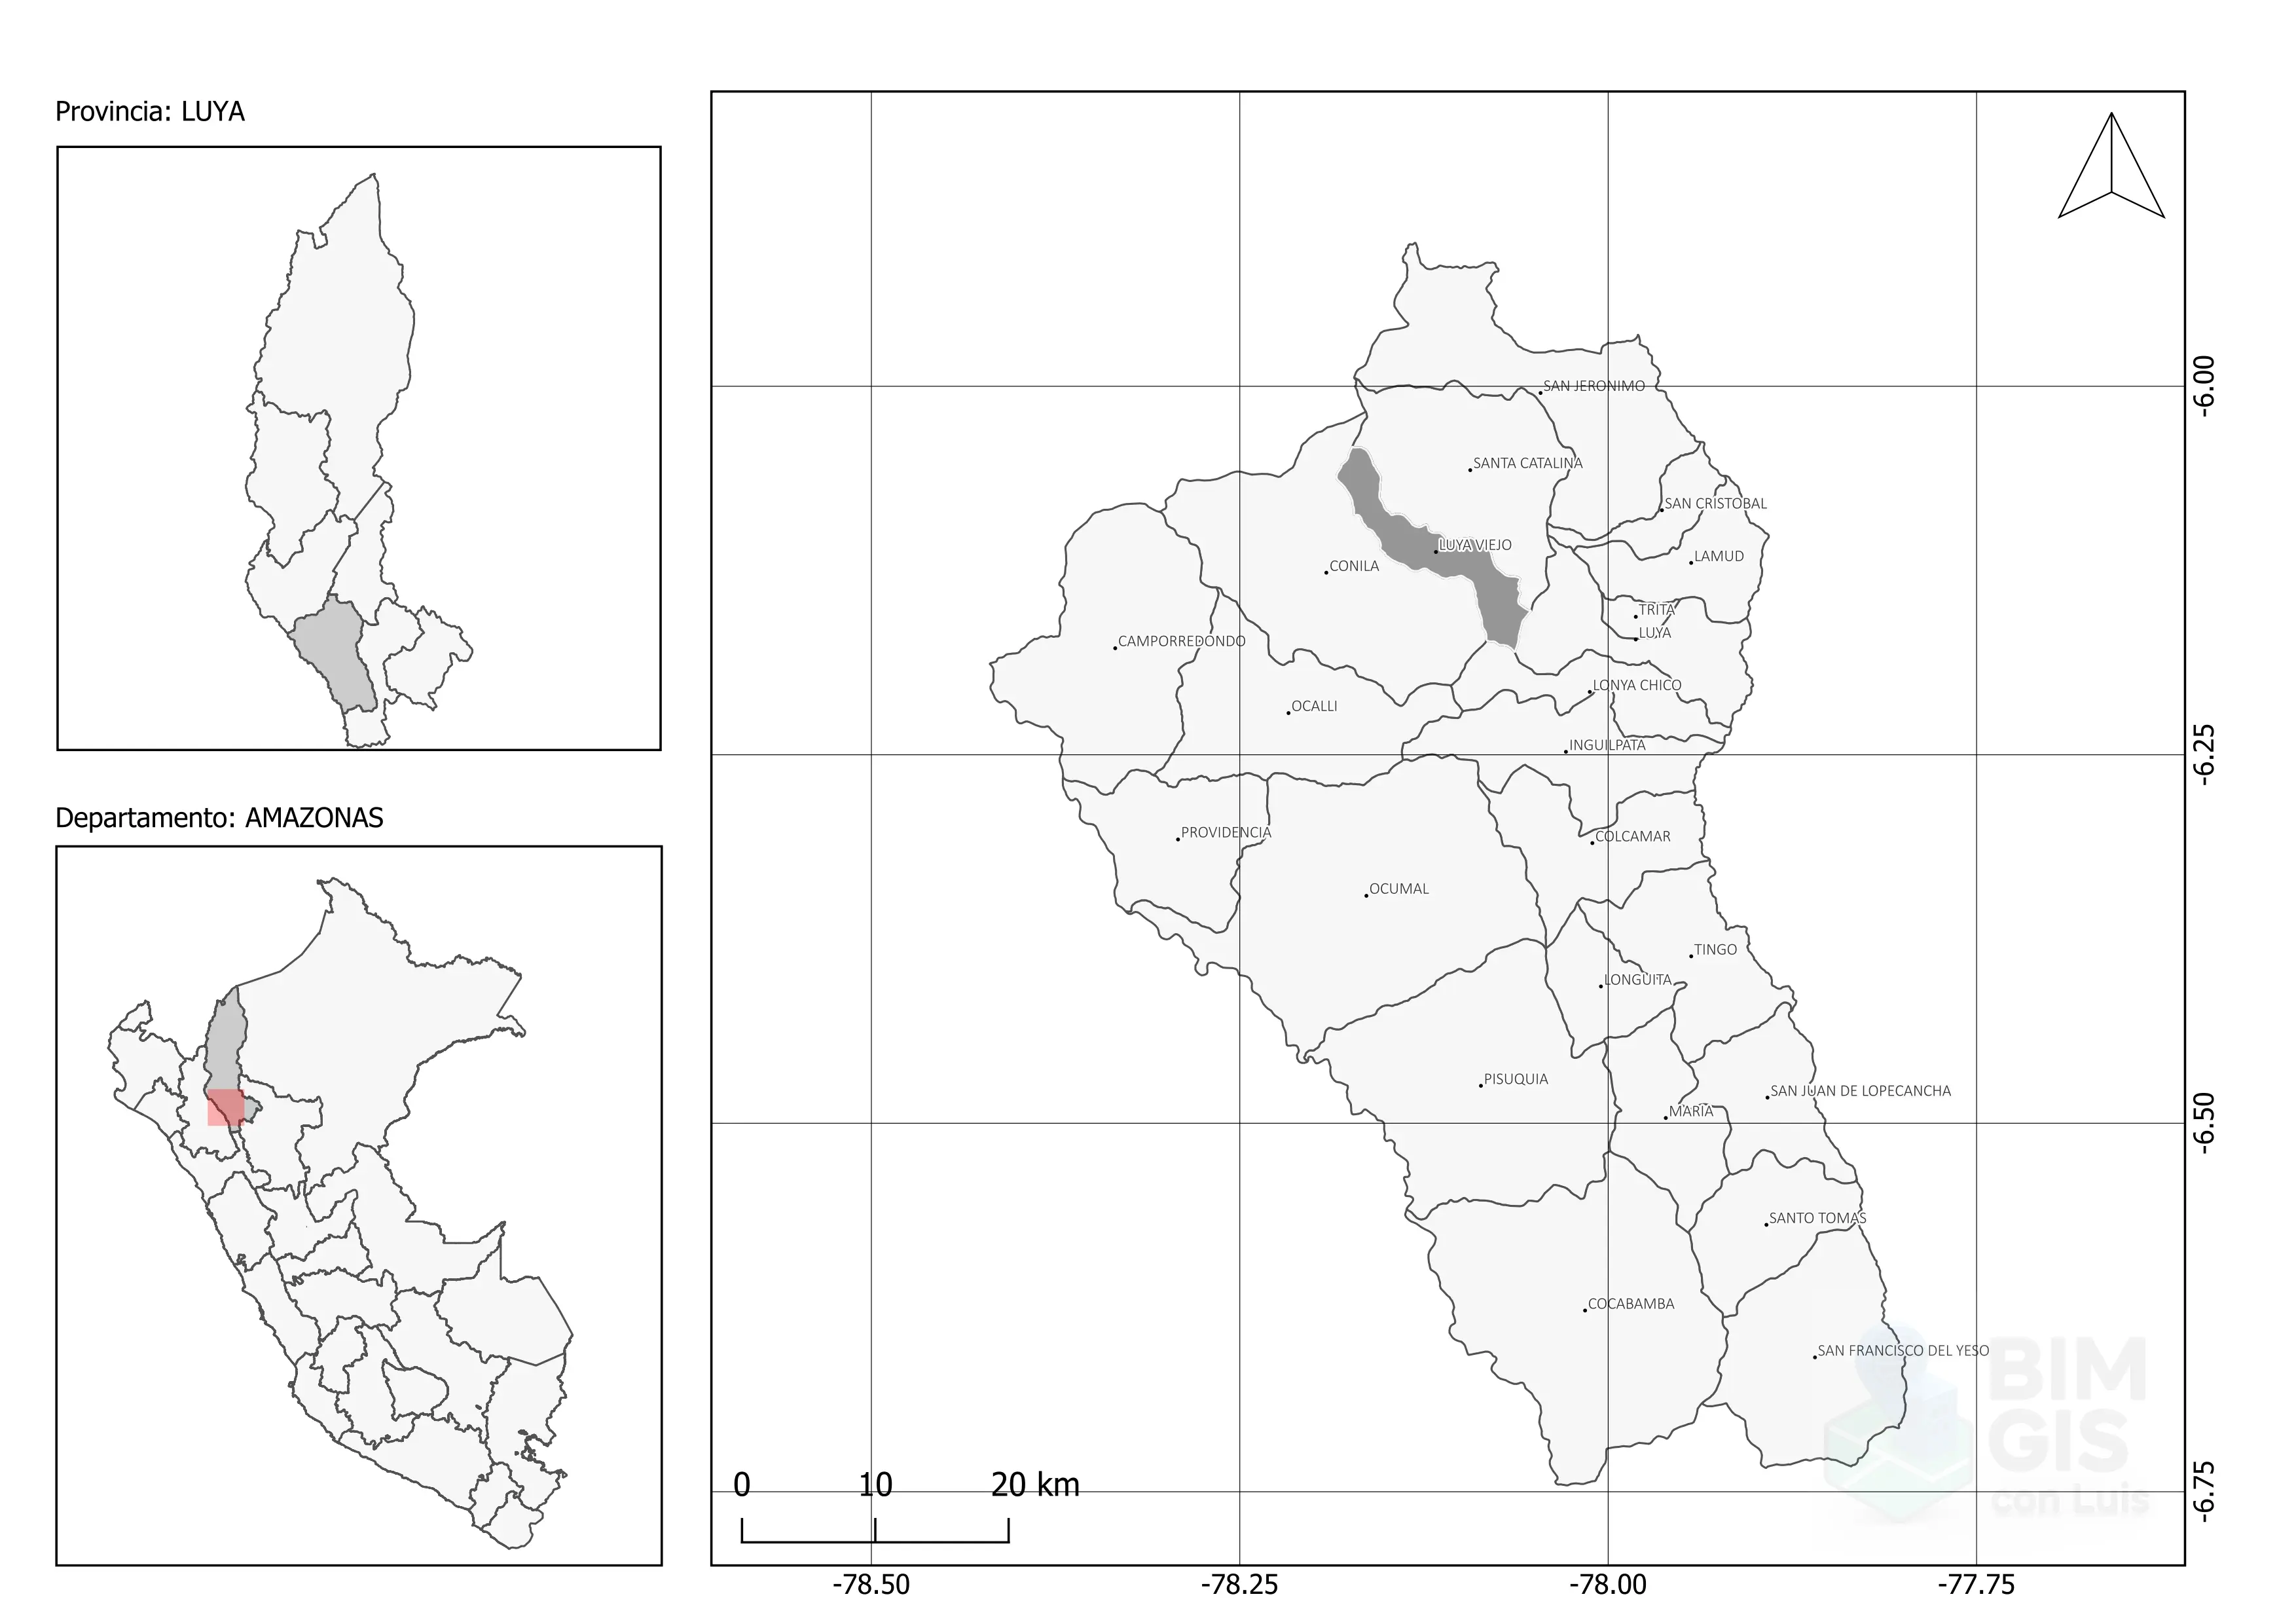 Provincia: LUYA
Departamento: AMAZONAS
SAN JERONIMO
SANTA CATALINA
SAN CRISTOBAL
LUYA VIEJO
LAMUD
CONILA
TRITA
LUYA
CAMPORREDONDO
LONYA CHICO
OCALLI
INGUILPATA
PROVIDENCIA
COLCAMAR
OCUMAL
TINGO
LONGUITA
PISUQUIA
SAN JUAN DE LOPECANCHA
MARIA
SANTO TOMAS
COCABAMBA
SAN FRANCISCO DEL YESO
BIM
GIS
con Luis
0 10 20 km
-6.00
-6.25
-6.50
-6.75
-78.50 -78.25 -78.00 -77.75